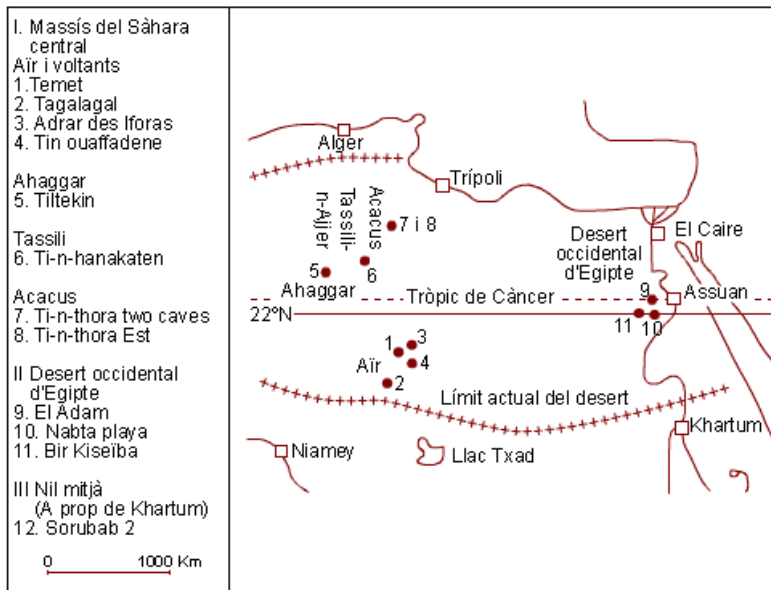 I. Massís del Sàhara
central
Aïr i voltants
1.Temet
2. Tagalagal
3. Adrar des Iforas
4. Tin ouaffadene
Ahaggar
5. Tiltekin
Tassili
6. Ti-n-hanakaten
Acacus
7. Ti-n-thora two caves
8. Ti-n-thora Est
II Desert occidental
d'Egipte
9. El Adam
10. Nabta playa
11. Bir Kiseïba
III Nil mitjà
(A prop de Khartum)
12. Sorubab 2
0 1000 Km
Alger
Trípoli
Acacus
Tassili-
n-Ajjer
7 i 8
6
5
Ahaggar
Desert
occidental
d'Egipte
El Caire
Tròpic de Càncer
9
Assuan
22ºN
11
10
1
3
4
Aïr
2
Límit actual del desert
Khartum
Niamey
Llac Txad